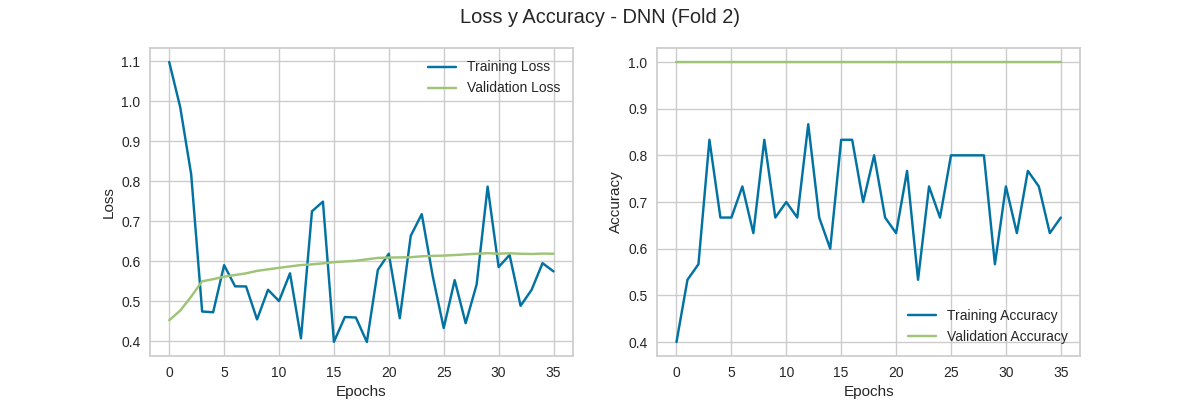 Loss y Accuracy - DNN (Fold 2)
1.1
1.0
0.9
0.8
0.7
0.6
0.5
0.4
Loss
Training Loss
Validation Loss
0 5 10 15 20 25 30 35
Epochs
1.0
0.9
0.8
0.7
0.6
0.5
0.4
Accuracy
Training Accuracy
Validation Accuracy
0 5 10 15 20 25 30 35
Epochs